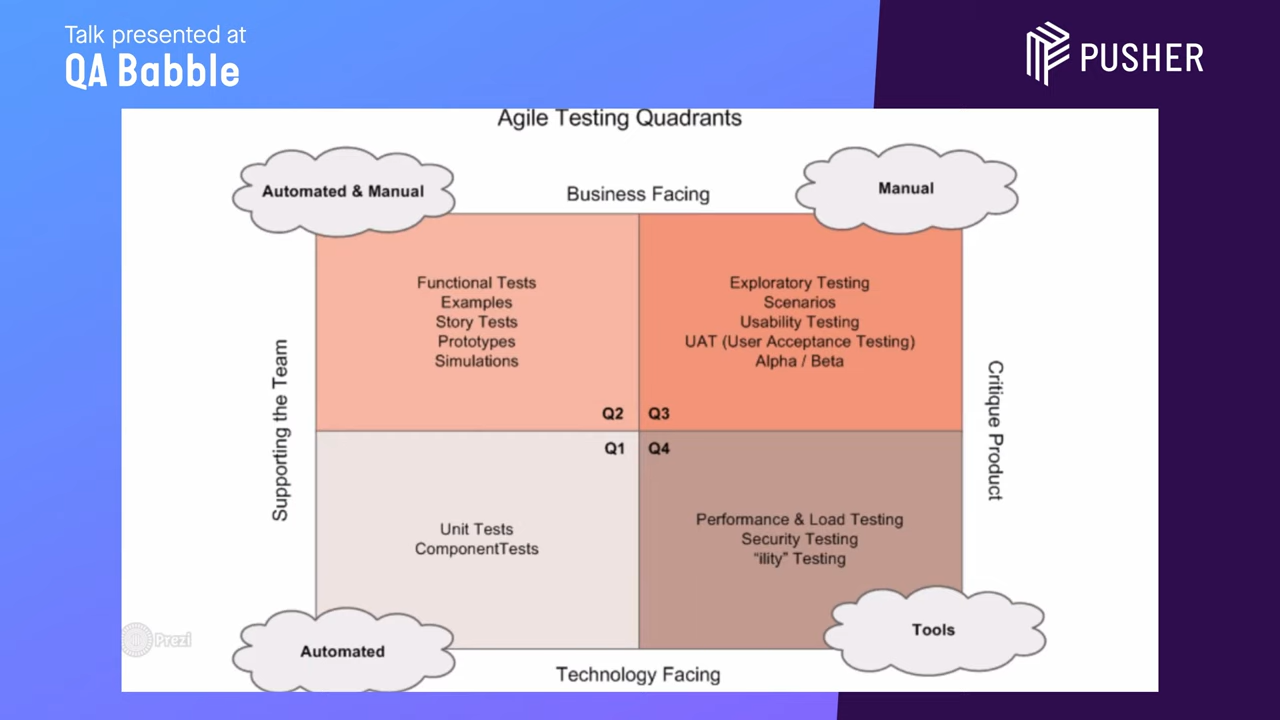 Talk presented at
QA Babble
PUSHER
Agile Testing Quadrants
Automated & Manual
Business Facing
Manual
Functional Tests
Examples
Story Tests
Prototypes
Simulations
Exploratory Testing
Scenarios
Usability Testing
UAT (User Acceptance Testing)
Alpha / Beta
Supporting the Team
Critique Product
Q2
Q3
Q1
Q4
Unit Tests
ComponentTests
Performance & Load Testing
Security Testing
“ility” Testing
Prezi
Automated
Tools
Technology Facing